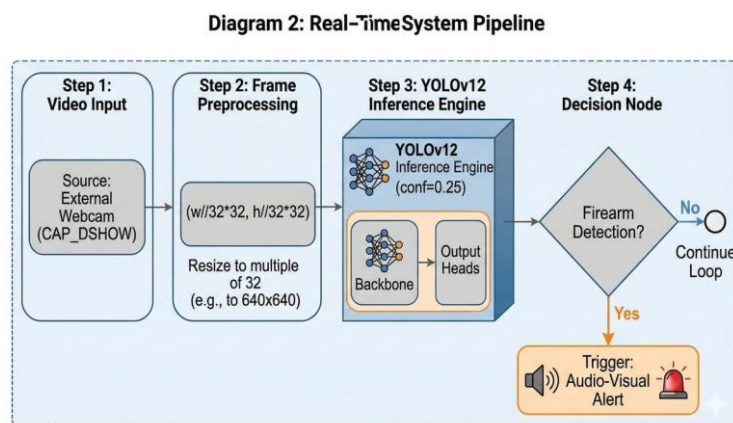 Diagram 2: Real-TimeSystem Pipeline
Step 1:
Video Input
Source:
External
Webcam
(CAP_DSHOW)
Step 2: Frame
Preprocessing
(w//32*32, h//32*32)
Resize to multiple
of 32
(e.g., to 640x640)
Step 3: YOLOv12
Inference Engine
YOLOv12
Inference Engine
(conf=0.25)
Backbone
Output
Heads
Step 4:
Decision Node
Firearm
Detection?
No
Continue
Loop
Yes
Trigger:
Audio-Visual
Alert